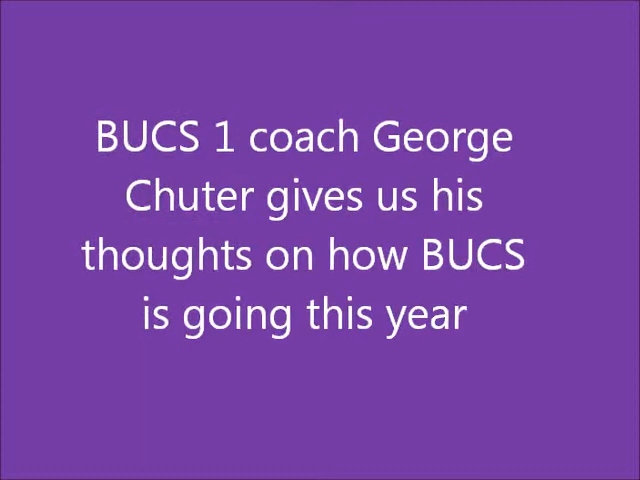 BUCS 1 coach George
Chuter gives us his
thoughts on how BUCS
is going this year